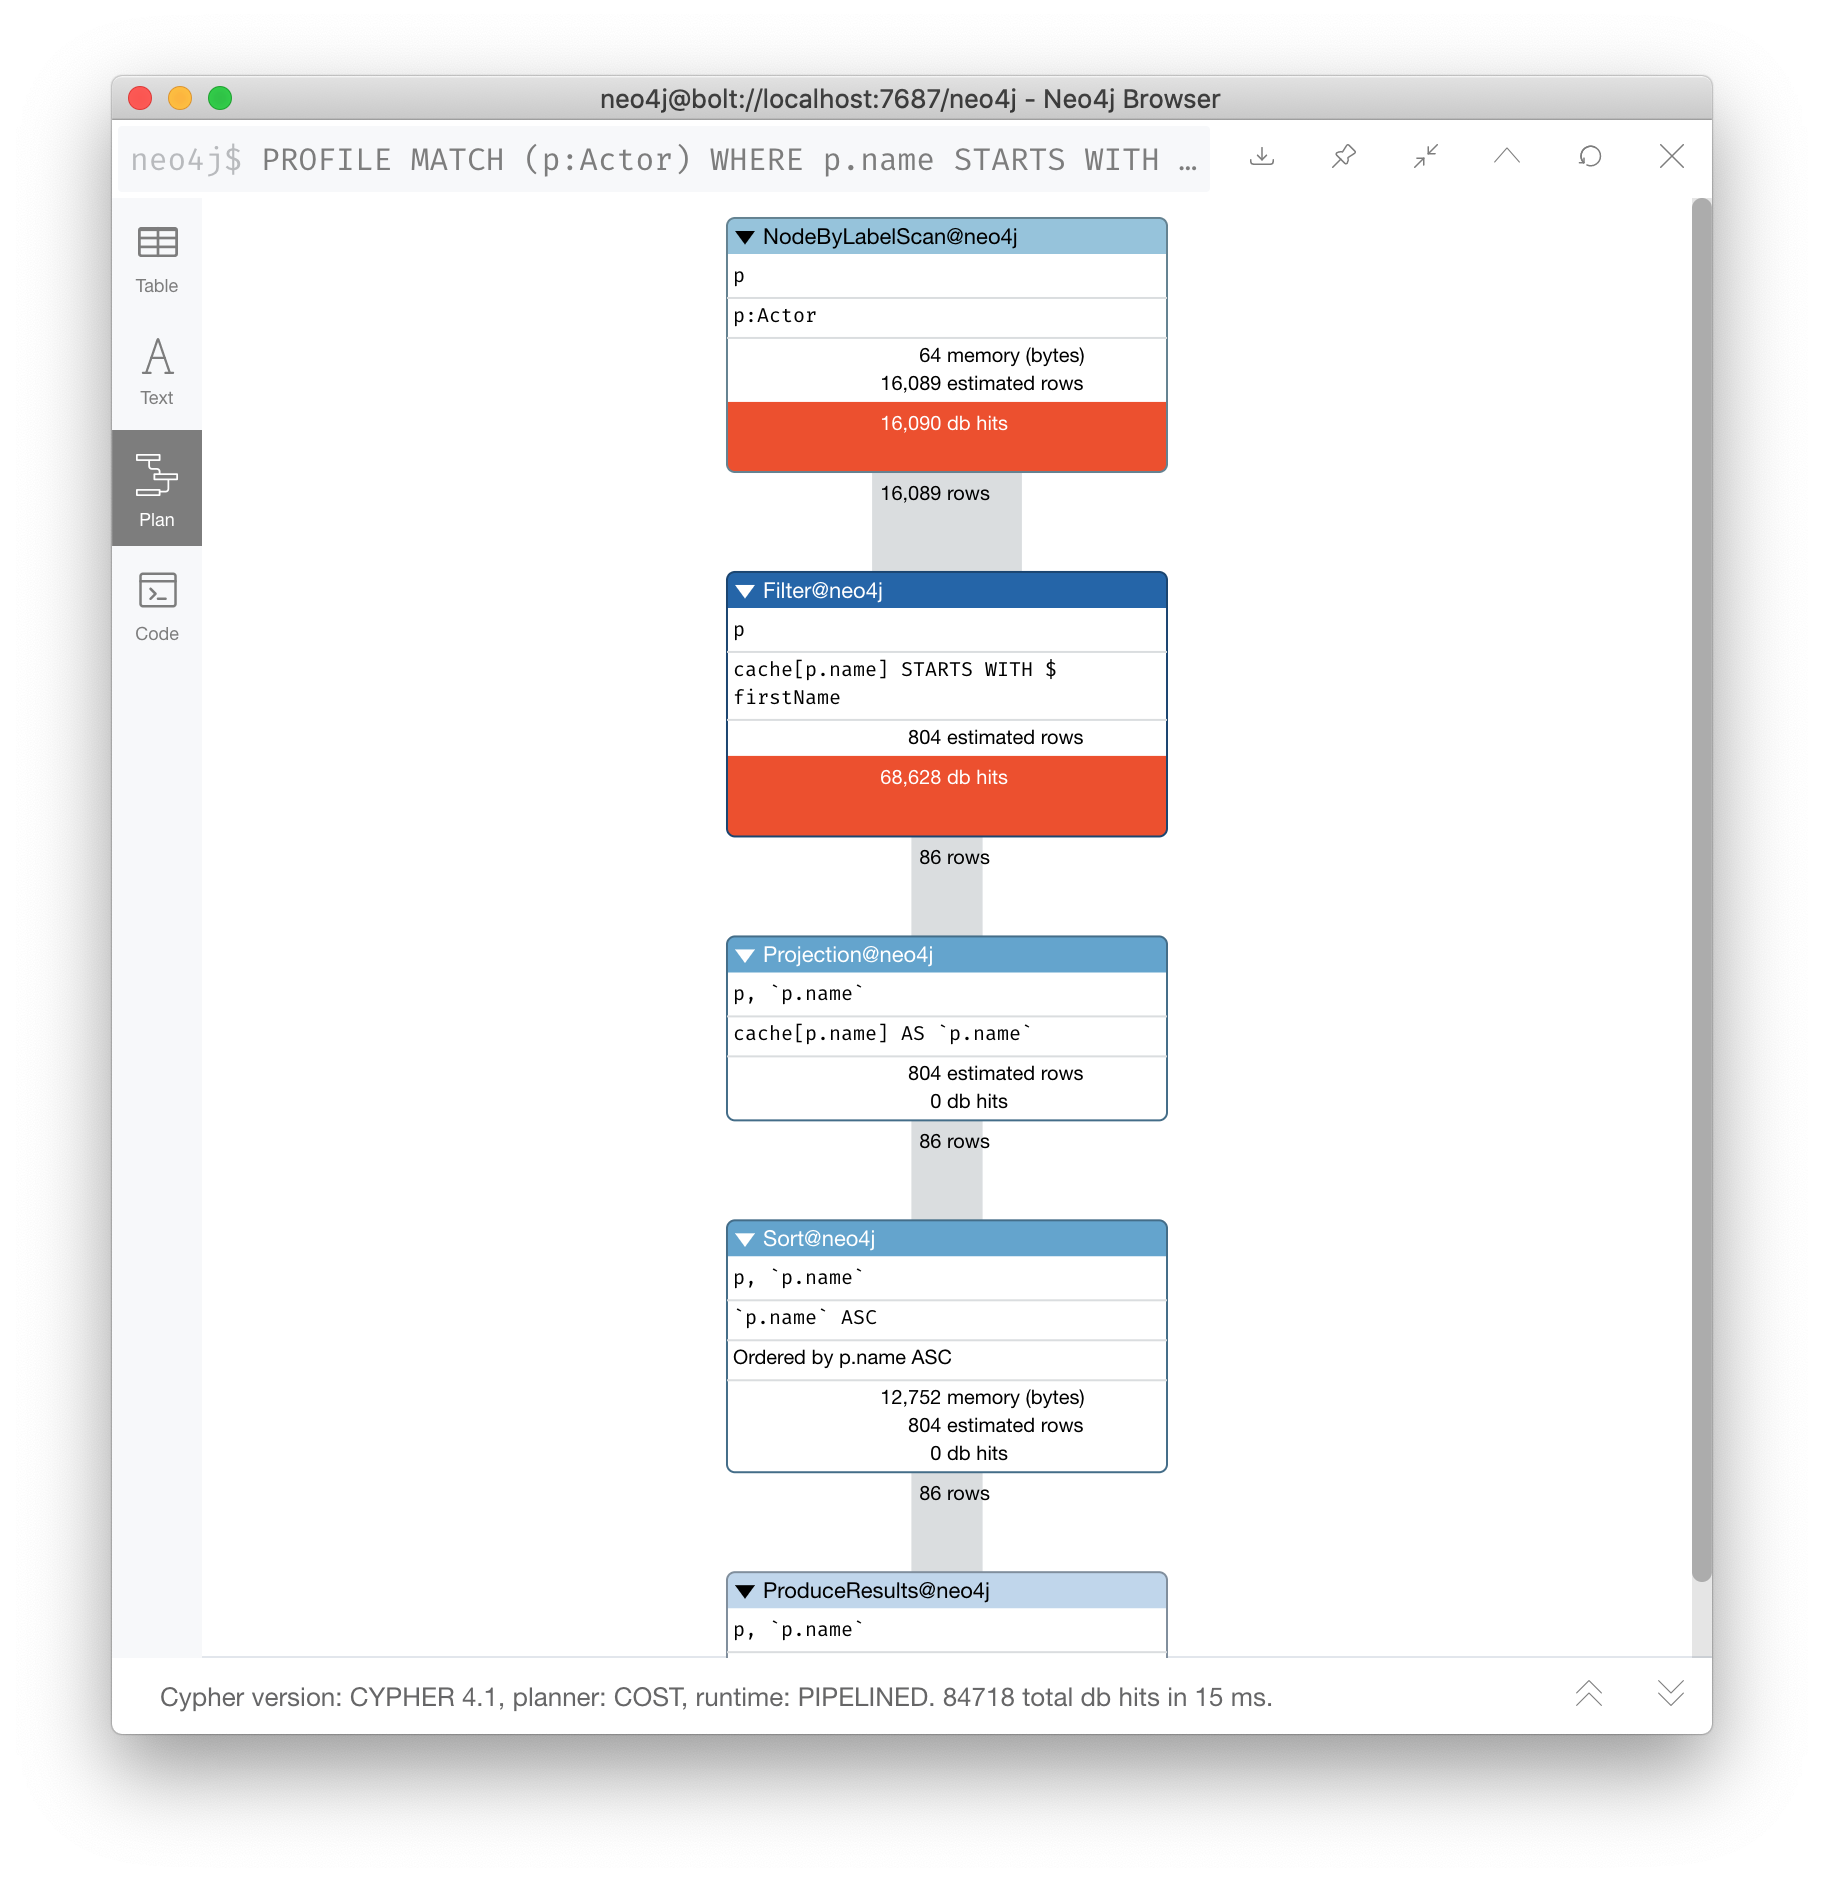 neo4j@bolt://localhost:7687/neo4j - Neo4j Browser
neo4j$ PROFILE MATCH (p:Actor) WHERE p.name STARTS WITH …
Table
Text
Plan
Code
NodeByLabelScan@neo4j
p
p:Actor
64 memory (bytes)
16,089 estimated rows
16,090 db hits
16,089 rows
Filter@neo4j
p
cache[p.name] STARTS WITH $
firstName
804 estimated rows
68,628 db hits
86 rows
Projection@neo4j
p, `p.name`
cache[p.name] AS `p.name`
804 estimated rows
0 db hits
86 rows
Sort@neo4j
p, `p.name`
`p.name` ASC
Ordered by p.name ASC
12,752 memory (bytes)
804 estimated rows
0 db hits
86 rows
ProduceResults@neo4j
p, `p.name`
Cypher version: CYPHER 4.1, planner: COST, runtime: PIPELINED. 84718 total db hits in 15 ms.